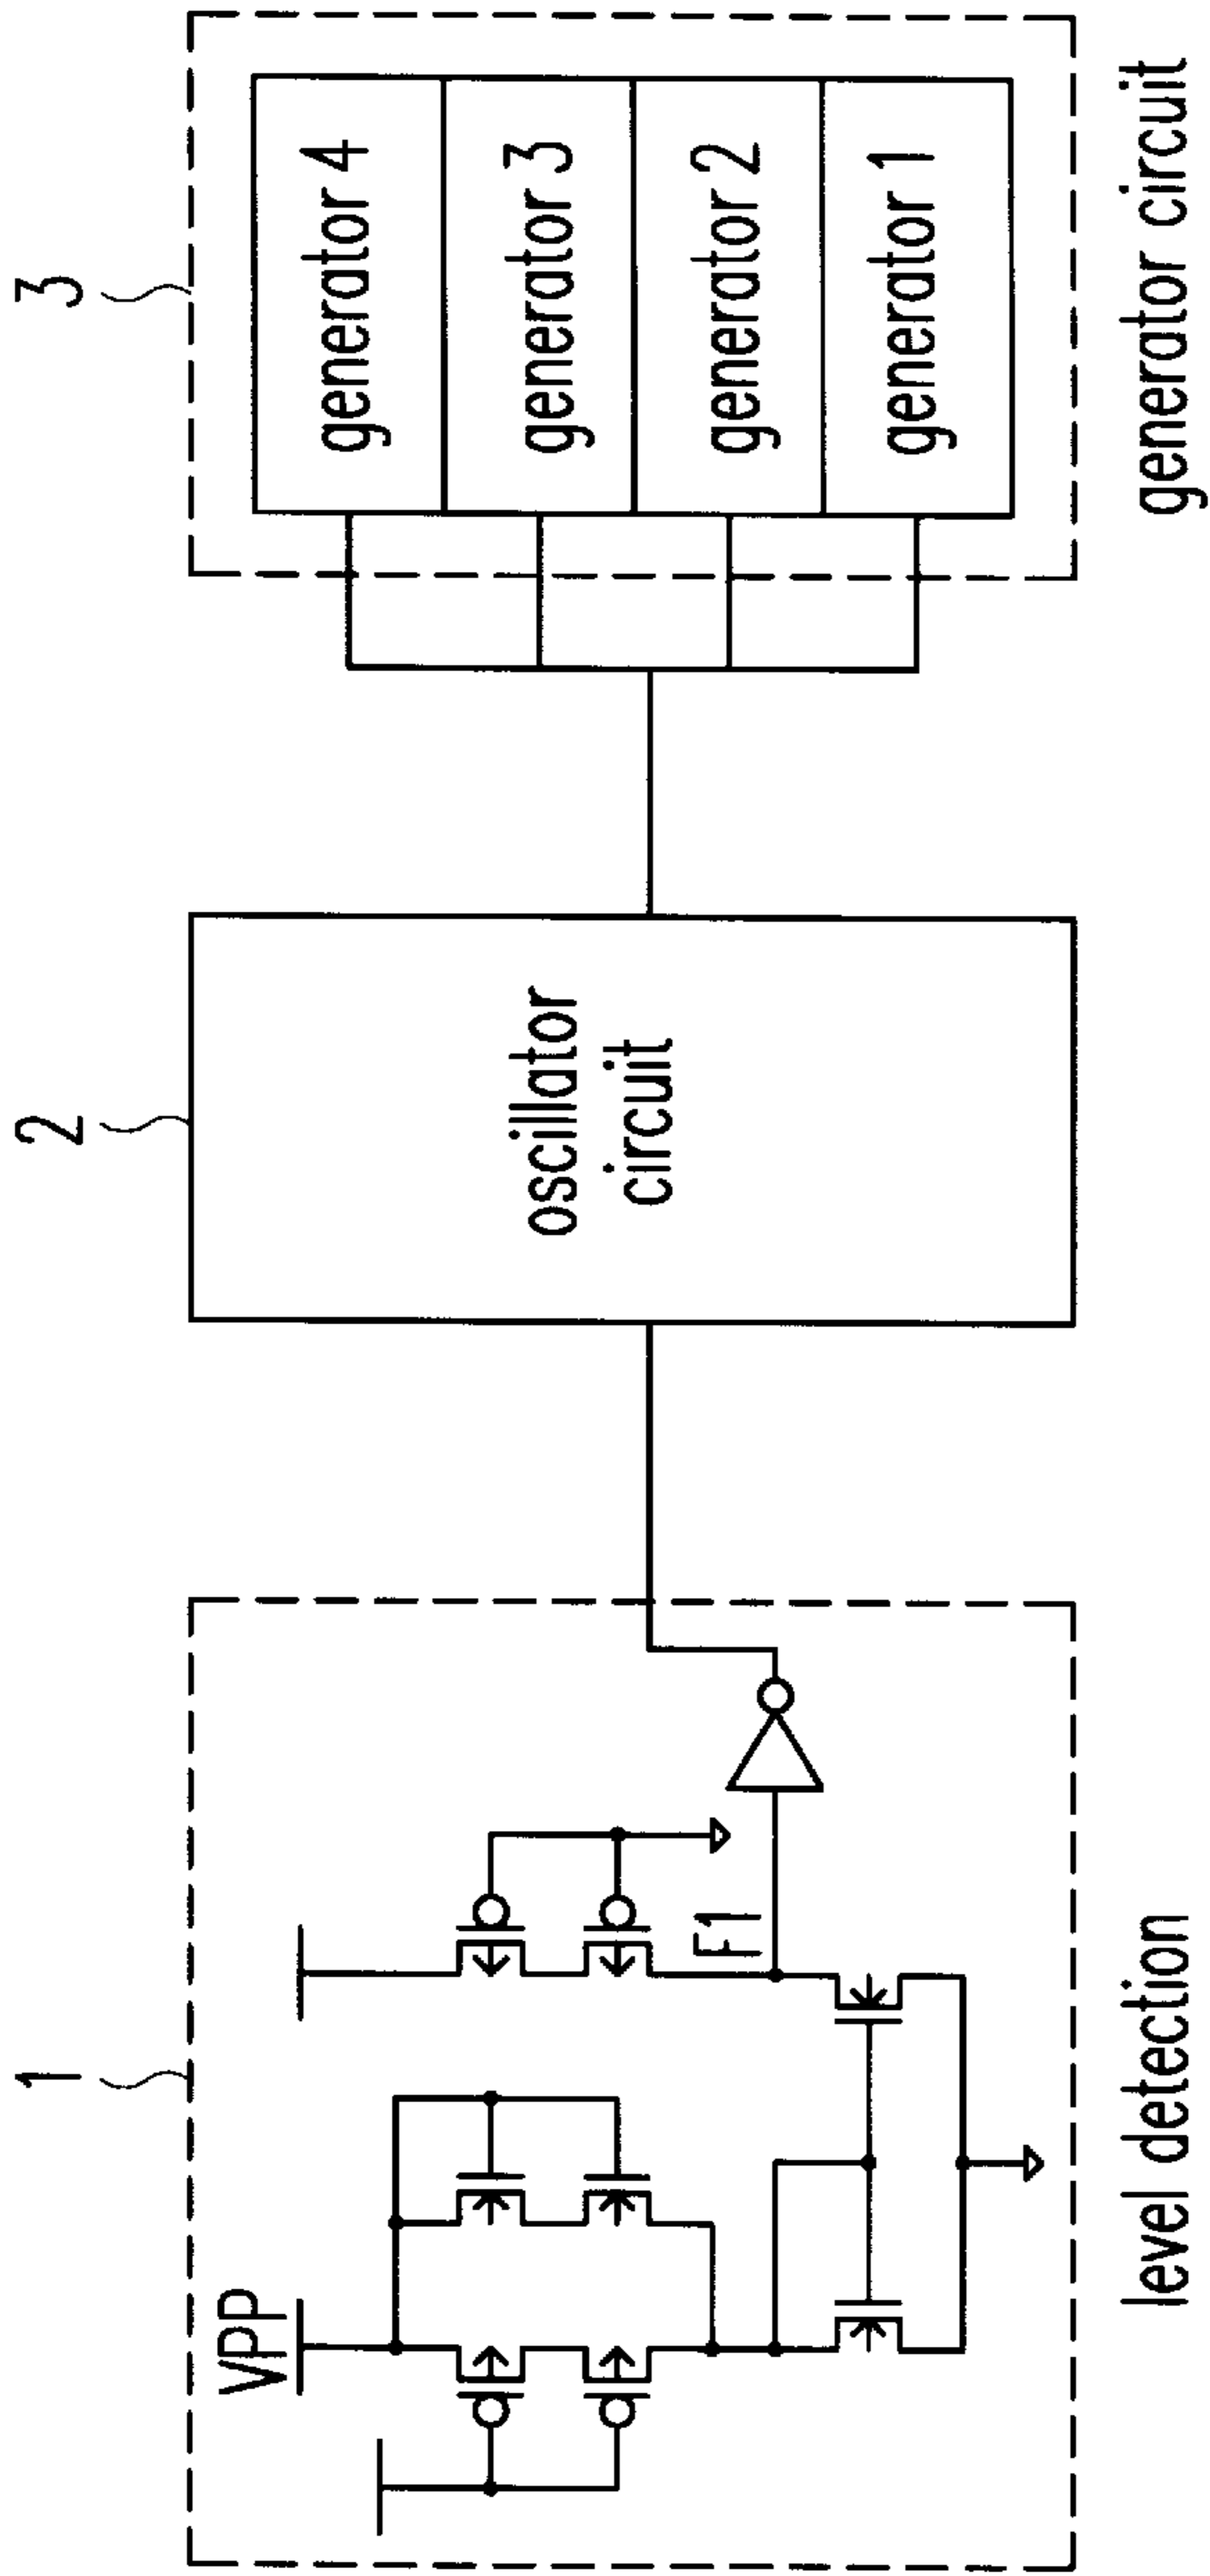 1
2
3
VPP
F1
oscillator
circuit
generator 4
generator 3
generator 2
generator 1
level detection
generator circuit